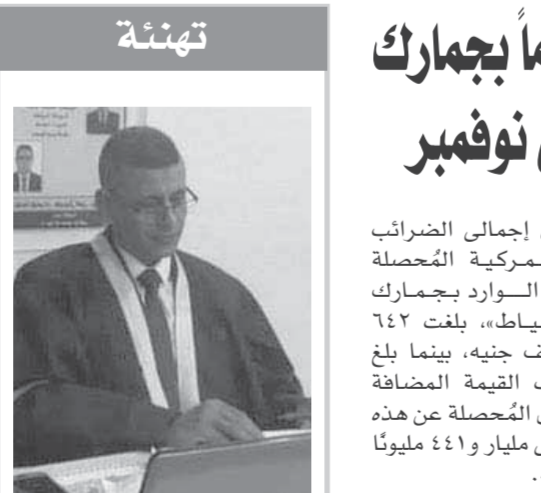 تهنئة
ماً بجمارك
نوفمبر
إجمالى الضرائب
مركية المُحصلة
الوارد بجمارك
ياط»، بلغت ٦٤٢
ف جنيه، بينما بلغ
القيمة المضافة
المُحصلة عن هذه
ى مليار و٤٤١ مليونًا